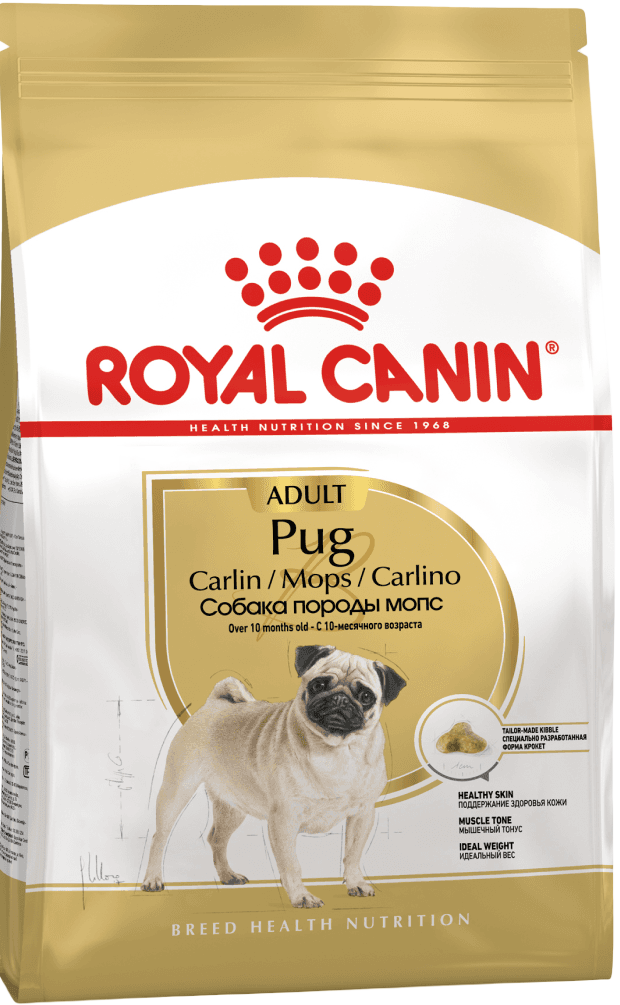 ROYAL CANIN®
HEALTH NUTRITION SINCE 1968
ADULT
Pug
Carlin / Mops / Carlino
Собака породы мопс
Over 10 months old - С 10-месячного возраста
TAILOR-MADE KIBBLE
СПЕЦИАЛЬНО РАЗРАБОТАННАЯ
ФОРМА КРОКЕТ
1cm
HEALTHY SKIN
ПОДДЕРЖАНИЕ ЗДОРОВЬЯ КОЖИ
MUSCLE TONE
МЫШЕЧНЫЙ ТОНУС
IDEAL WEIGHT
ИДЕАЛЬНЫЙ ВЕС
BREED HEALTH NUTRITION